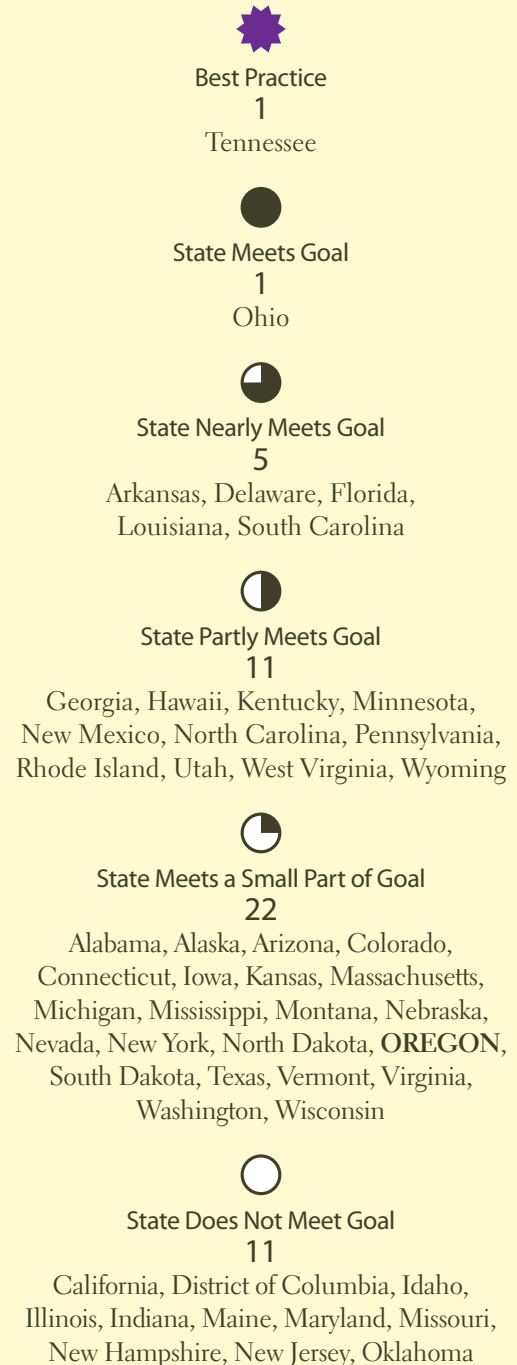 Best Practice
1
Tennessee
State Meets Goal
1
Ohio
State Nearly Meets Goal
5
Arkansas, Delaware, Florida,
Louisiana, South Carolina
State Partly Meets Goal
11
Georgia, Hawaii, Kentucky, Minnesota,
New Mexico, North Carolina, Pennsylvania,
Rhode Island, Utah, West Virginia, Wyoming
State Meets a Small Part of Goal
22
Alabama, Alaska, Arizona, Colorado,
Connecticut, Iowa, Kansas, Massachusetts,
Michigan, Mississippi, Montana, Nebraska,
Nevada, New York, North Dakota, OREGON,
South Dakota, Texas, Vermont, Virginia,
Washington, Wisconsin
State Does Not Meet Goal
11
California, District of Columbia, Idaho,
Illinois, Indiana, Maine, Maryland, Missouri,
New Hampshire, New Jersey, Oklahoma